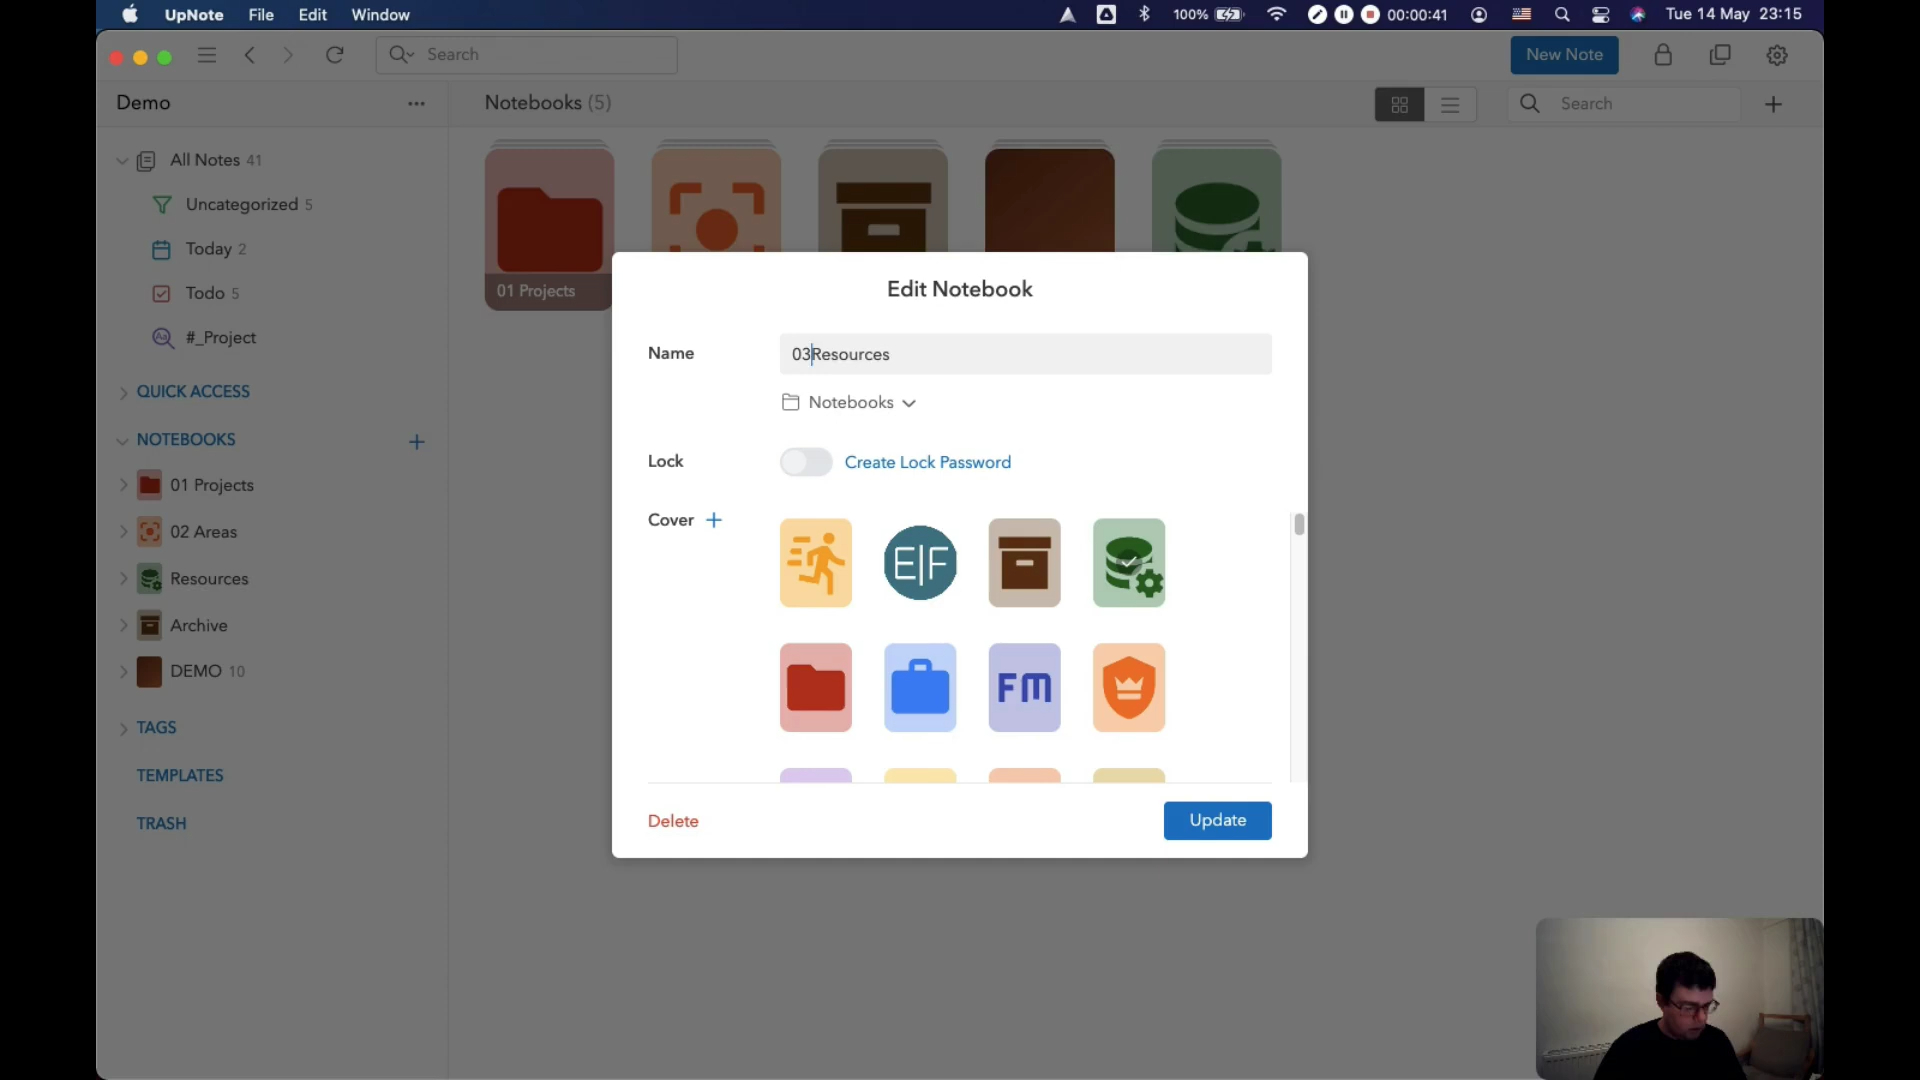 UpNote File Edit Window 100% 00:00:41 Tue 14 May 23:15
Search New Note
Demo
Notebooks (5)
Search
All Notes 41
Uncategorized 5
Today 2
Todo 5
#_Project
QUICK ACCESS
NOTEBOOKS
01 Projects
02 Areas
Resources
Archive
DEMO 10
TAGS
TEMPLATES
TRASH
01 Projects
Edit Notebook
Name
03Resources
Notebooks
Lock
Create Lock Password
Cover
E|F
FM
Delete
Update